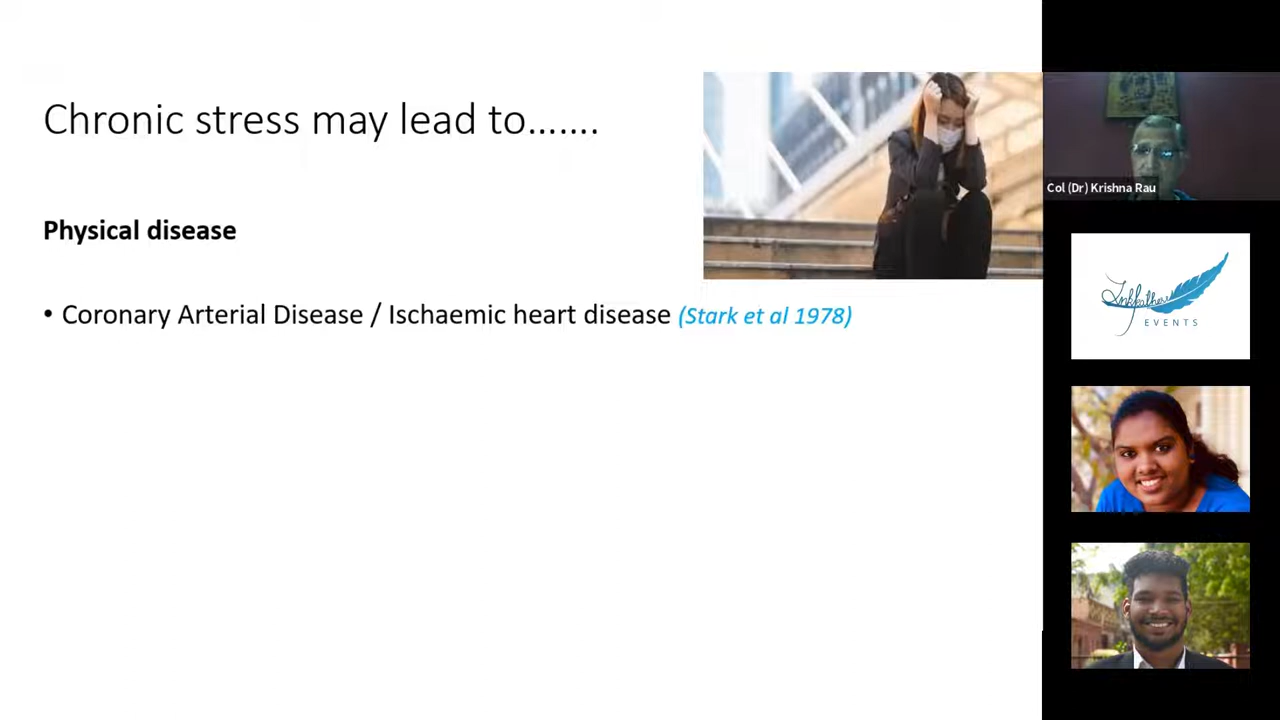 Chronic stress may lead to.......
Physical disease
• Coronary Arterial Disease / Ischaemic heart disease (Stark et al 1978)
Col (Dr) Krishna Rau
Inkfeathers
EVENTS